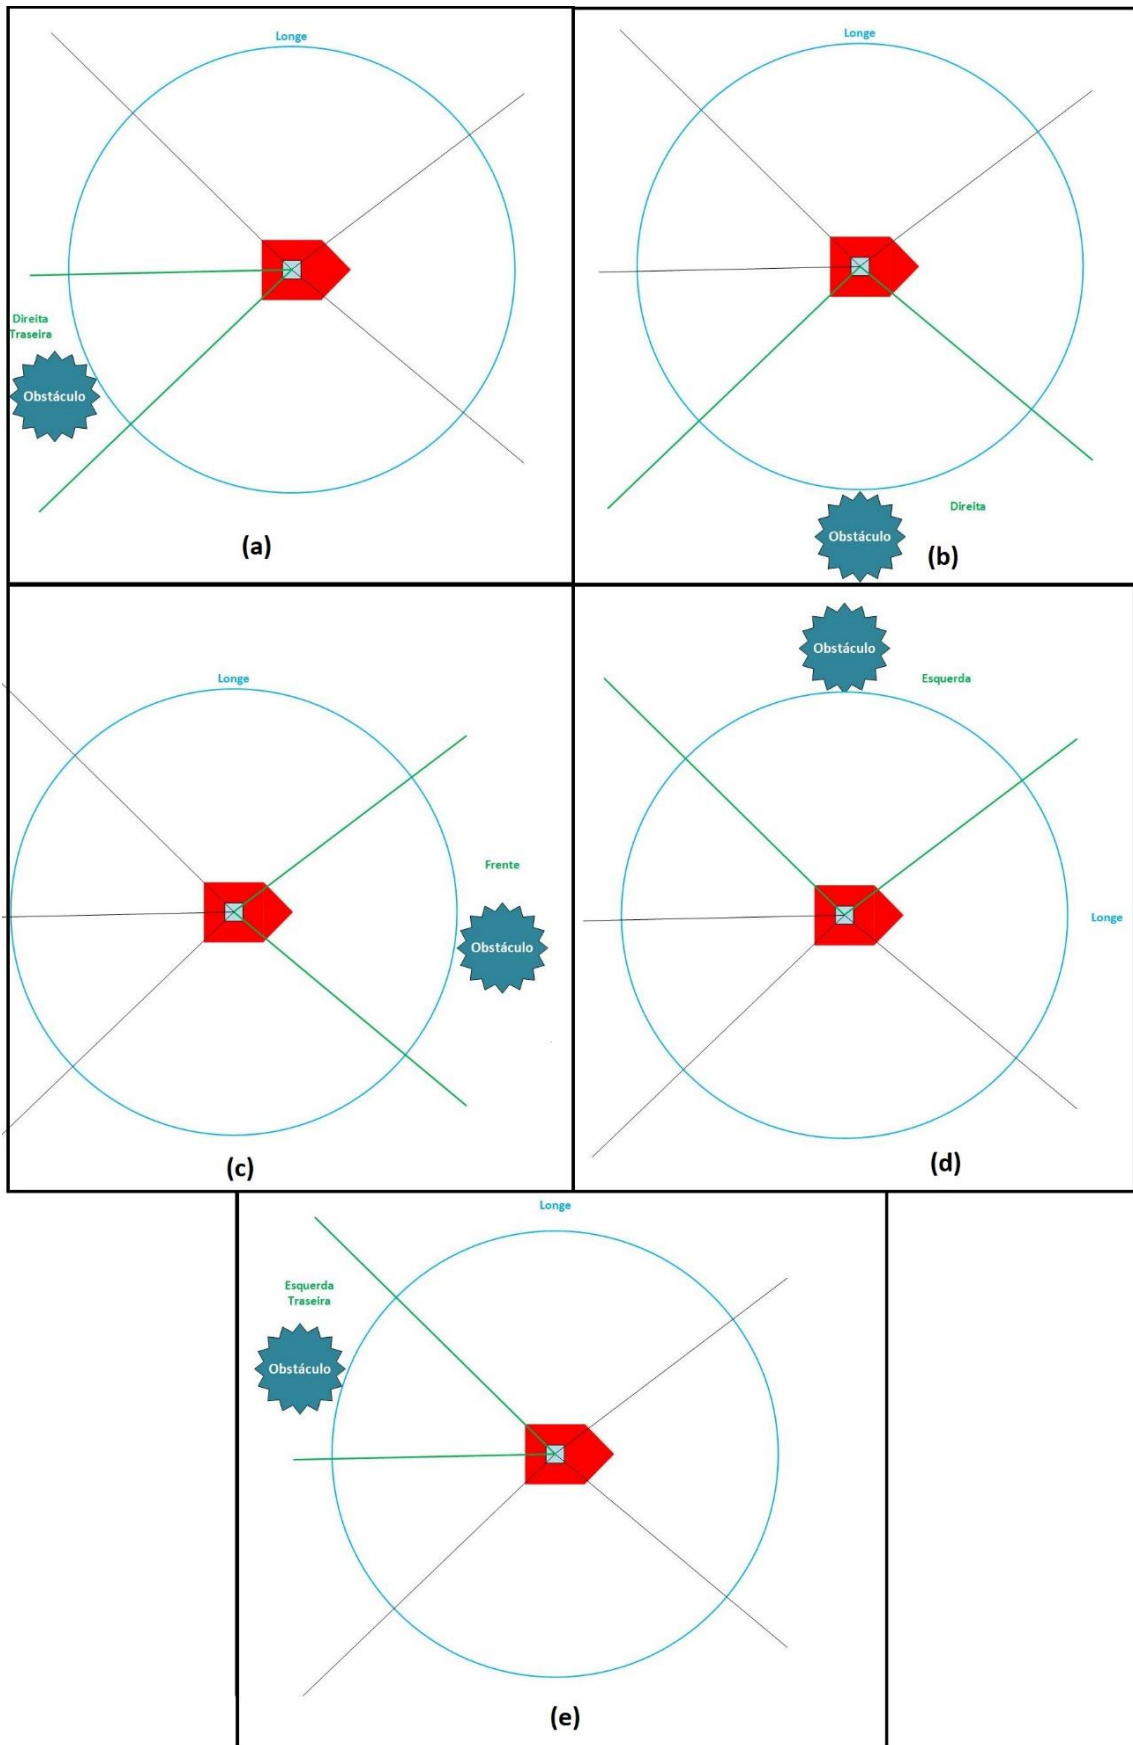 Longe
Direita
Traseira
Obstáculo
(a)
Longe
Direita
Obstáculo
(b)
Longe
Frente
Obstáculo
(c)
Obstáculo
Esquerda
Longe
(d)
Longe
Esquerda
Traseira
Obstáculo
(e)